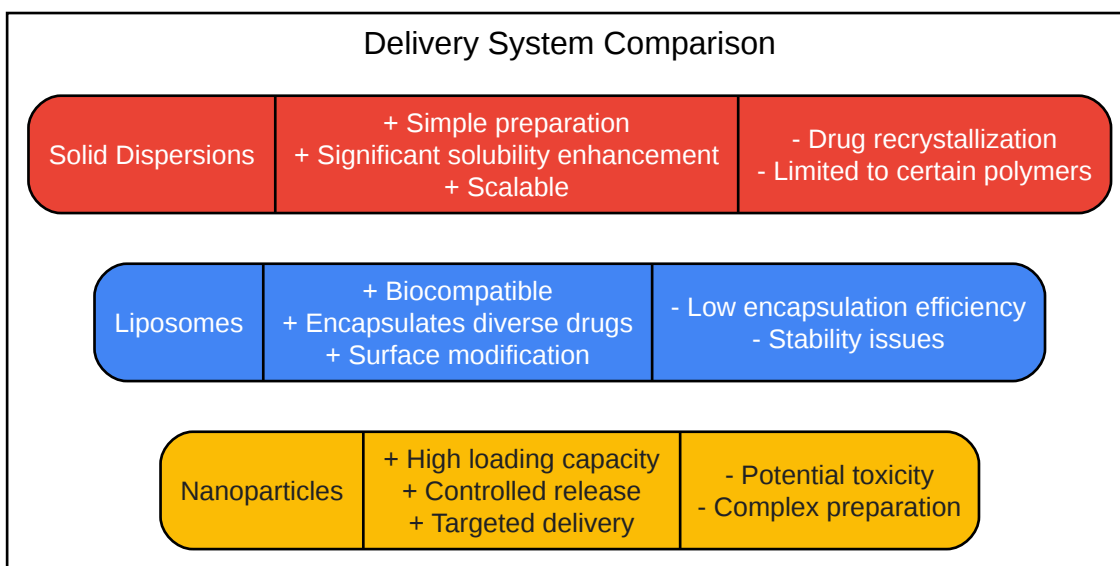 Delivery System Comparison
Solid Dispersions
+ Simple preparation
+ Significant solubility enhancement
+ Scalable
- Drug recrystallization
- Limited to certain polymers
Liposomes
+ Biocompatible
+ Encapsulates diverse drugs
+ Surface modification
- Low encapsulation efficiency
- Stability issues
Nanoparticles
+ High loading capacity
+ Controlled release
+ Targeted delivery
- Potential toxicity
- Complex preparation